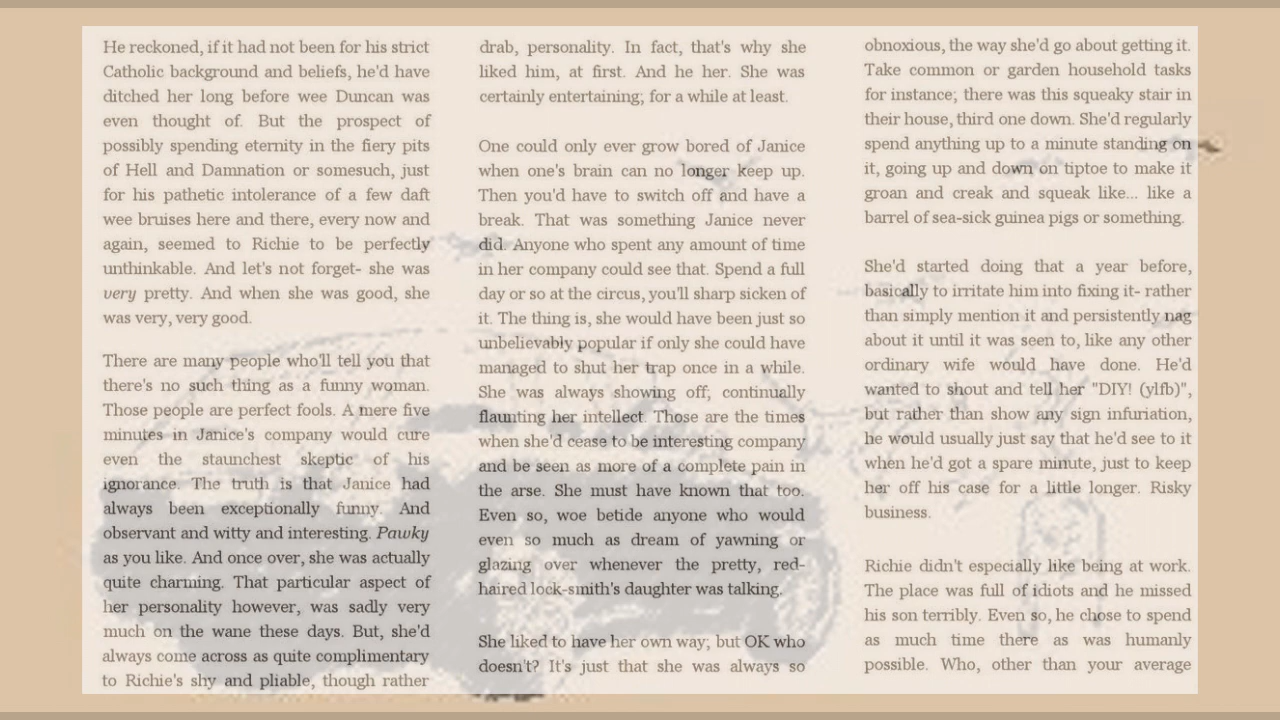 He reckoned, if it had not been for his strict
Catholic background and beliefs, he'd have
ditched her long before wee Duncan was
even thought of. But the prospect of
possibly spending eternity in the fiery pits
of Hell and Damnation or somesuch, just
for his pathetic intolerance of a few daft
wee bruises here and there, every now and
again, seemed to Richie to be perfectly
unthinkable. And let's not forget- she was
very pretty. And when she was good, she
was very, very good.
There are many people who'll tell you that
there's no such thing as a funny woman.
Those people are perfect fools. A mere five
minutes in Janice's company would cure
even the staunchest skeptic of his
ignorance. The truth is that Janice had
always been exceptionally funny. And
observant and witty and interesting. Pawky
as you like. And once over, she was actually
quite charming. That particular aspect of
her personality however, was sadly very
much on the wane these days. But, she'd
always come across as quite complimentary
to Richie's shy and pliable, though rather
drab, personality. In fact, that's why she
liked him, at first. And he her. She was
certainly entertaining; for a while at least.
One could only ever grow bored of Janice
when one's brain can no longer keep up.
Then you'd have to switch off and have a
break. That was something Janice never
did. Anyone who spent any amount of time
in her company could see that. Spend a full
day or so at the circus, you'll sharp sicken of
it. The thing is, she would have been just so
unbelievably popular if only she could have
managed to shut her trap once in a while.
She was always showing off; continually
flaunting her intellect. Those are the times
when she'd cease to be interesting company
and be seen as more of a complete pain in
the arse. She must have known that too.
Even so, woe betide anyone who would
even so much as dream of yawning or
glazing over whenever the pretty, red-
haired lock-smith's daughter was talking.
She liked to have her own way; but OK who
doesn't? It's just that she was always so
obnoxious, the way she'd go about getting it.
Take common or garden household tasks
for instance; there was this squeaky stair in
their house, third one down. She'd regularly
spend anything up to a minute standing on
it, going up and down on tiptoe to make it
groan and creak and squeak like... like a
barrel of sea-sick guinea pigs or something.
She'd started doing that a year before,
basically to irritate him into fixing it- rather
than simply mention it and persistently nag
about it until it was seen to, like any other
ordinary wife would have done. He'd
wanted to shout and tell her "DIY! (ylfb)",
but rather than show any sign infuriation,
he would usually just say that he'd see to it
when he'd got a spare minute, just to keep
her off his case for a little longer. Risky
business.
Richie didn't especially like being at work.
The place was full of idiots and he missed
his son terribly. Even so, he chose to spend
as much time there as was humanly
possible. Who, other than your average